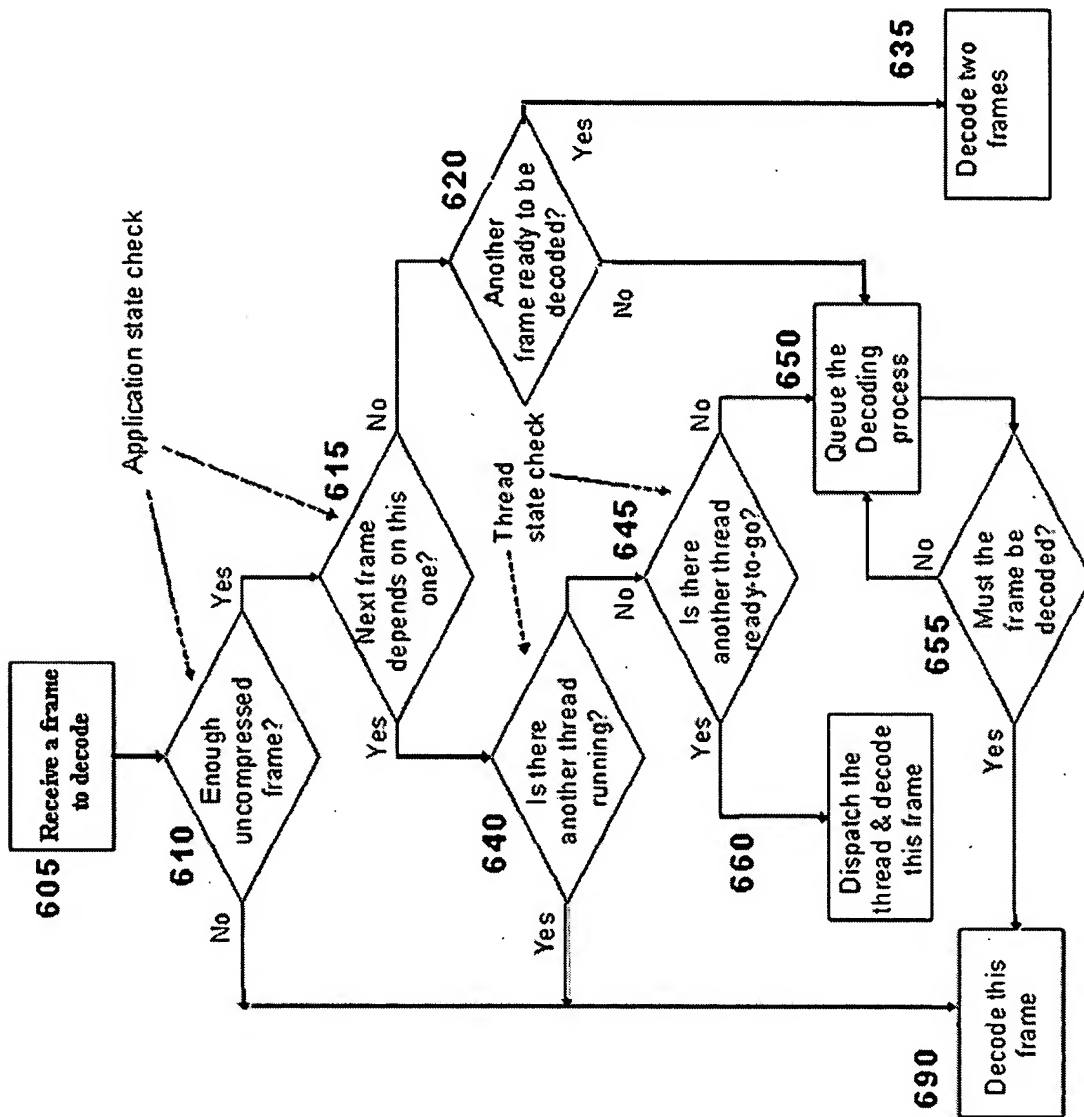 605
Receive a frame
to decode
Application state check
610
Enough
uncompressed
frame?
No
Yes
615
Next frame
depends on this
one?
Yes
No
620
Another
frame ready to be
decoded?
Yes
No
635
Decode two
frames
Thread
state check
640
Is there
another thread
running?
Yes
No
645
Is there
another thread
ready-to-go?
Yes
No
650
Queue the
Decoding
process
660
Dispatch the
thread & decode
this frame
655
Must the
frame be
decoded?
No
Yes
690
Decode this
frame